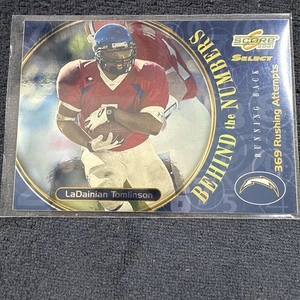 SCORE
SELECT
BEHIND the NUMBERS
RUNNING BACK
369 Rushing Attempts
LaDainian Tomlinson